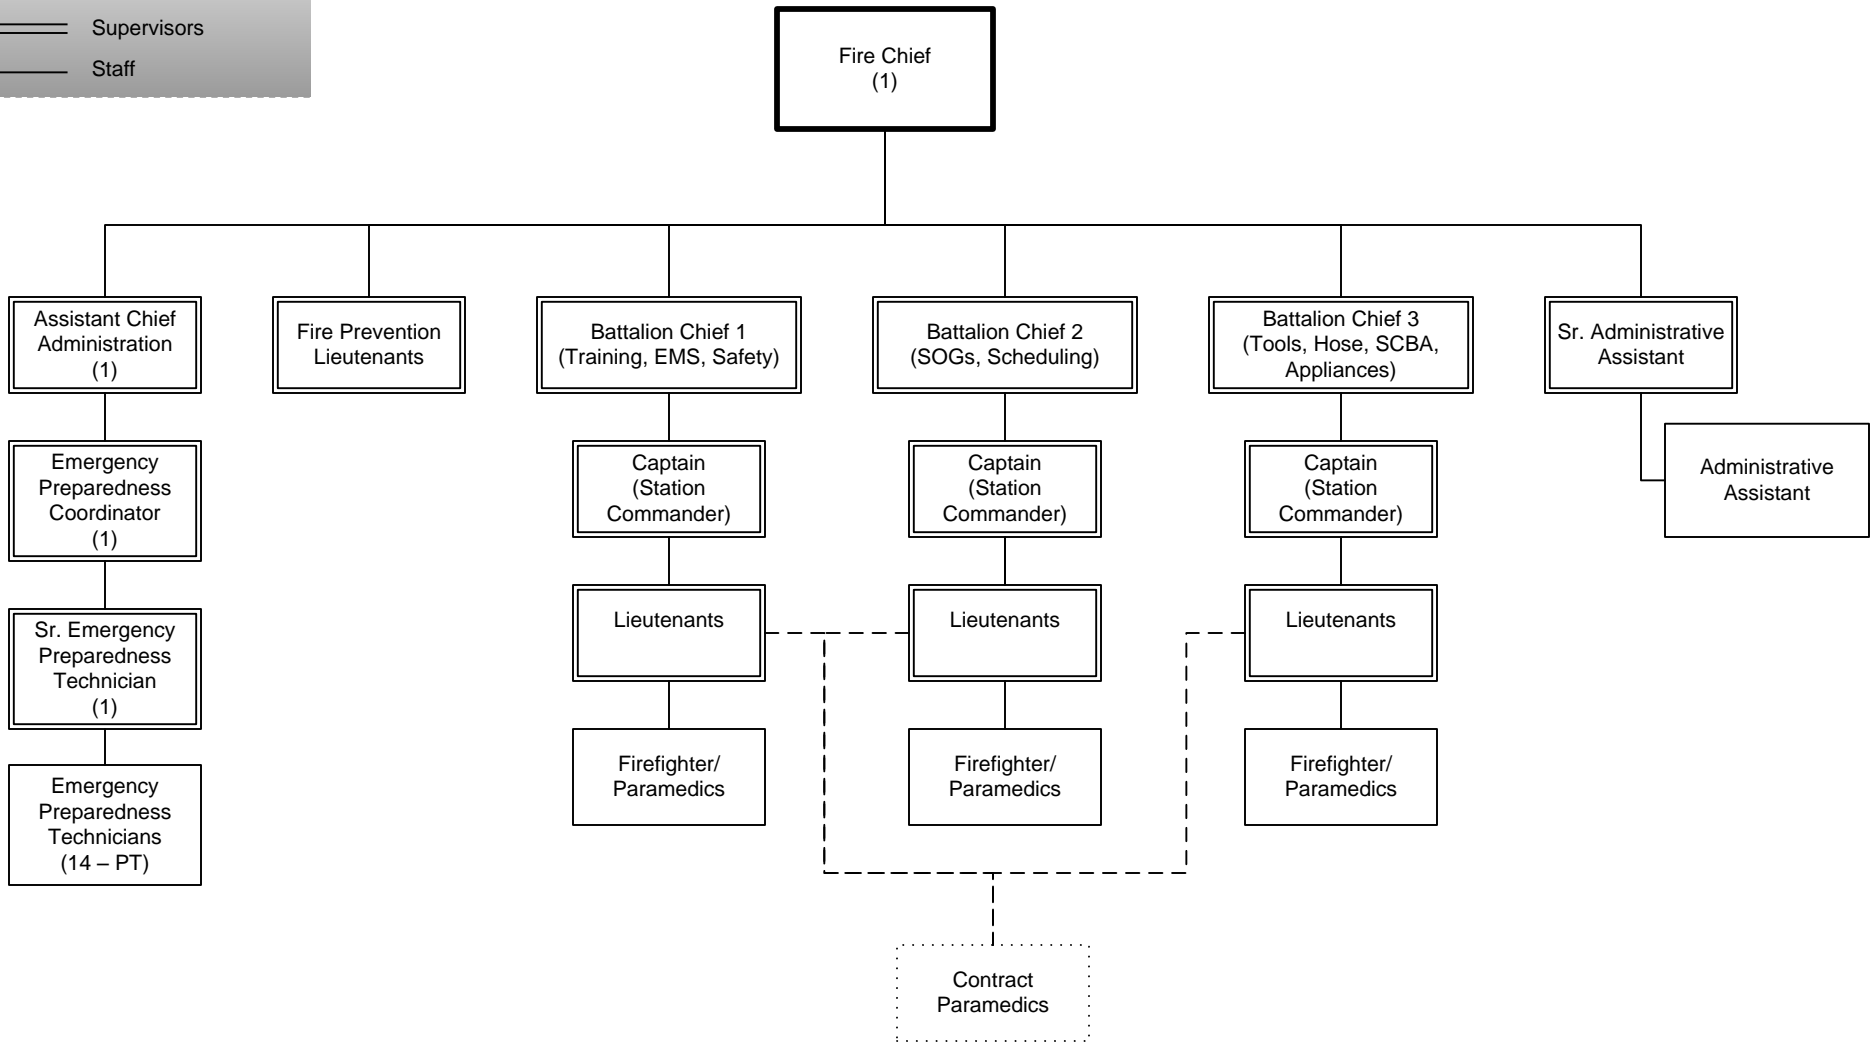 Supervisors
Staff
Fire Chief
(1)
Assistant Chief
Administration
(1)
Fire Prevention
Lieutenants
Battalion Chief 1
(Training, EMS, Safety)
Battalion Chief 2
(SOGs, Scheduling)
Battalion Chief 3
(Tools, Hose, SCBA,
Appliances)
Sr. Administrative
Assistant
Emergency
Preparedness
Coordinator
(1)
Captain
(Station
Commander)
Captain
(Station
Commander)
Captain
(Station
Commander)
Administrative
Assistant
Sr. Emergency
Preparedness
Technician
(1)
Lieutenants
Lieutenants
Lieutenants
Emergency
Preparedness
Technicians
(14 – PT)
Firefighter/
Paramedics
Firefighter/
Paramedics
Firefighter/
Paramedics
Contract
Paramedics